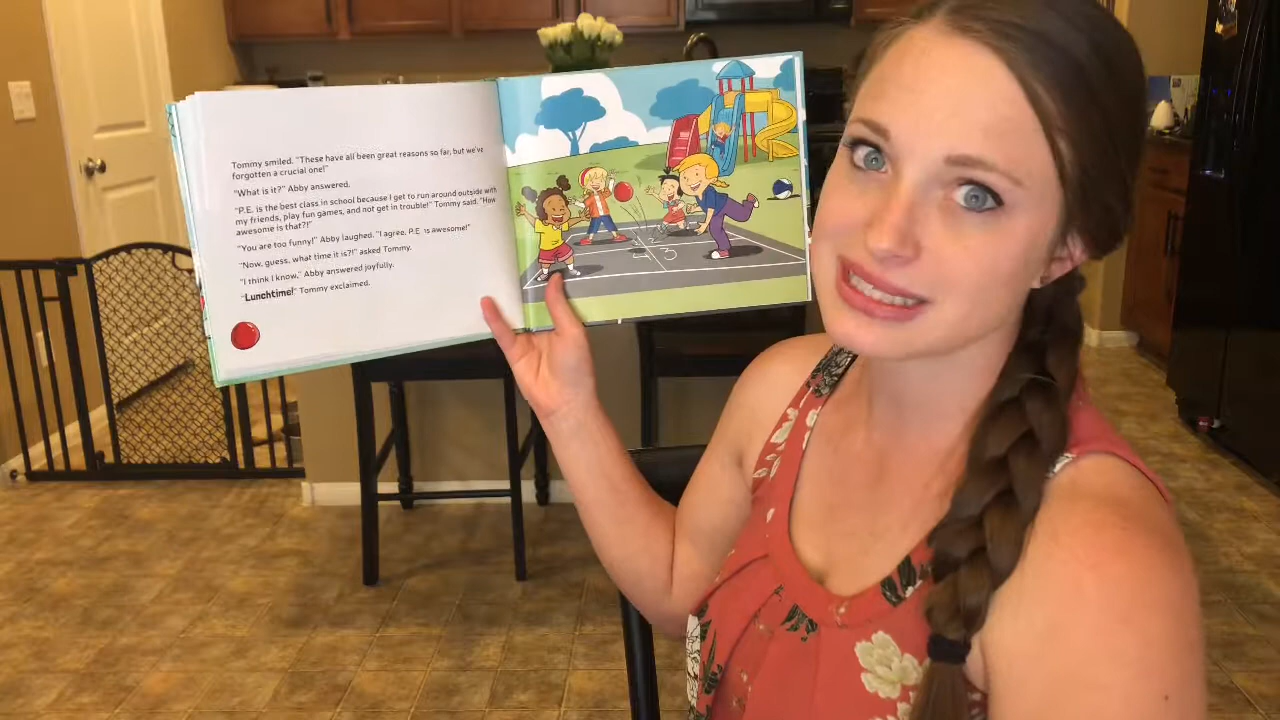 Tommy smiled. "These have all been great reasons so far, but we've
forgotten a crucial one!"
"What is it?" Abby answered.
"P.E. is the best class in school because I get to run around outside with
my friends, play fun games, and not get in trouble!" Tommy said. "How
awesome is that?!"
"You are too funny!" Abby laughed. "I agree. P.E. is awesome!"
"Now, guess, what time it is?!" asked Tommy.
"I think I know," Abby answered joyfully.
"Lunchtime!" Tommy exclaimed.
2
4 3